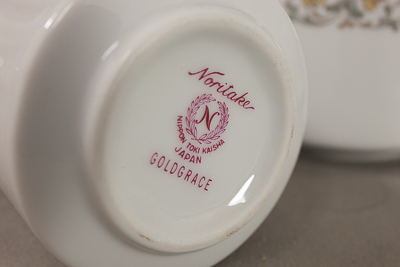 Noritake
N
NIPPON TOKI KAISHA
JAPAN
GOLDGRACE